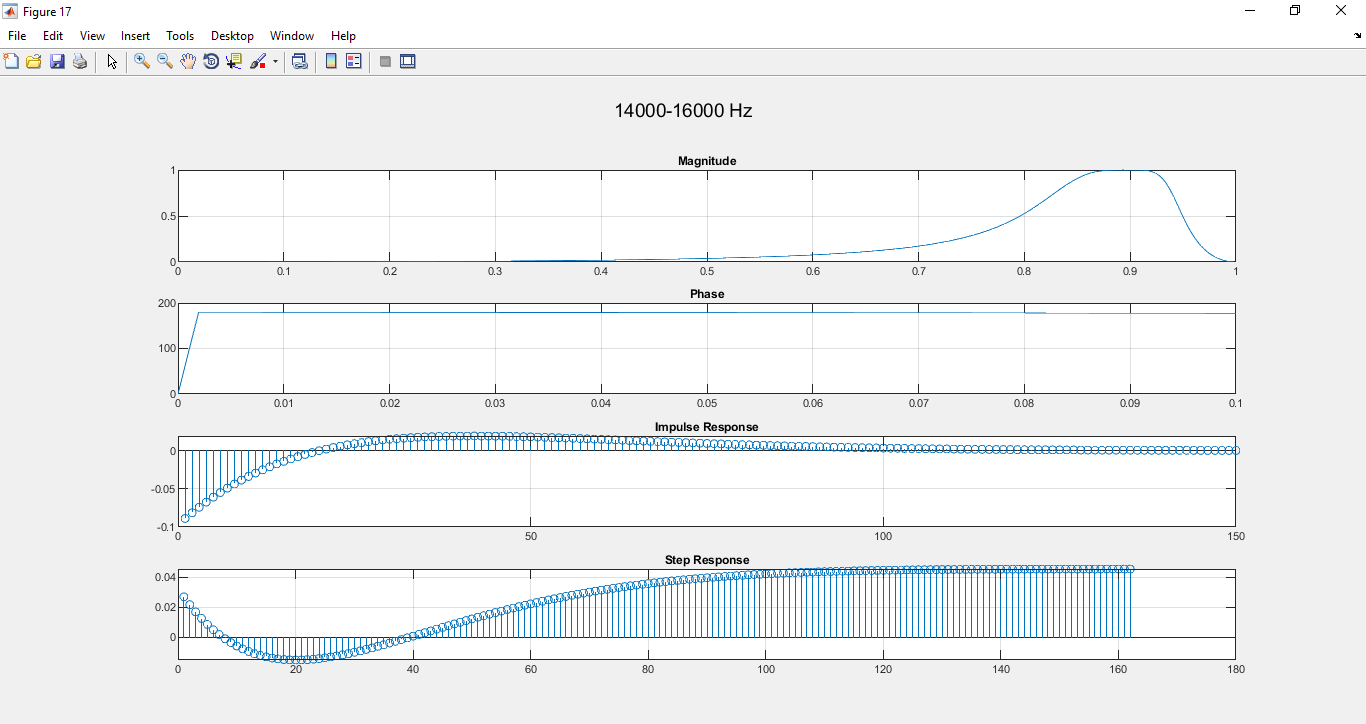 Figure 17
File Edit View Insert Tools Desktop Window Help
14000-16000 Hz
Magnitude
1
0.5
0
0 0.1 0.2 0.3 0.4 0.5 0.6 0.7 0.8 0.9 1
Phase
200
100
0
0 0.01 0.02 0.03 0.04 0.05 0.06 0.07 0.08 0.09 0.1
Impulse Response
0
-0.05
-0.1
0 50 100 150
Step Response
0.04
0.02
0
0 20 40 60 80 100 120 140 160 180